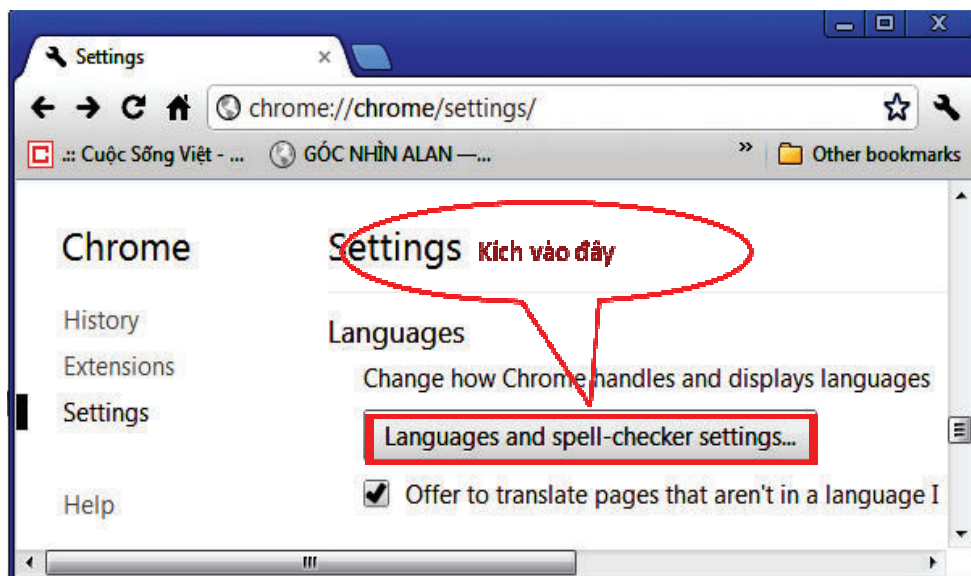 Settings
chrome://chrome/settings/
.:: Cuộc Sống Việt - ... GÓC NHÌN ALAN —... » Other bookmarks
Chrome
History
Extensions
Settings
Help
Settings Kích vào đây
Languages
Change how Chrome handles and displays languages
Languages and spell-checker settings...
Offer to translate pages that aren't in a language I